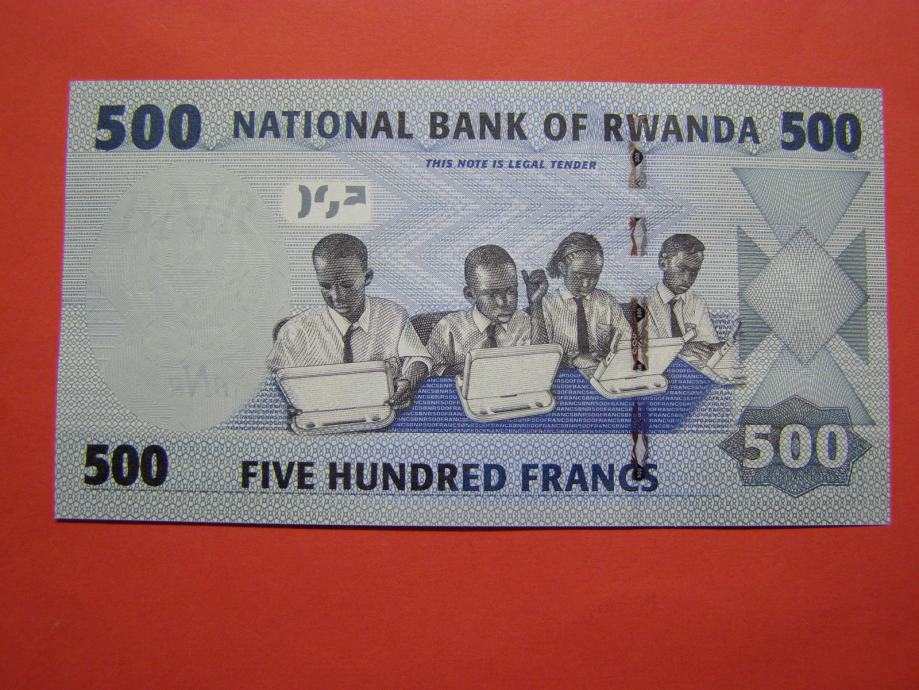 500 NATIONAL BANK OF RWANDA 500
THIS NOTE IS LEGAL TENDER
500
500 FIVE HUNDRED FRANCS